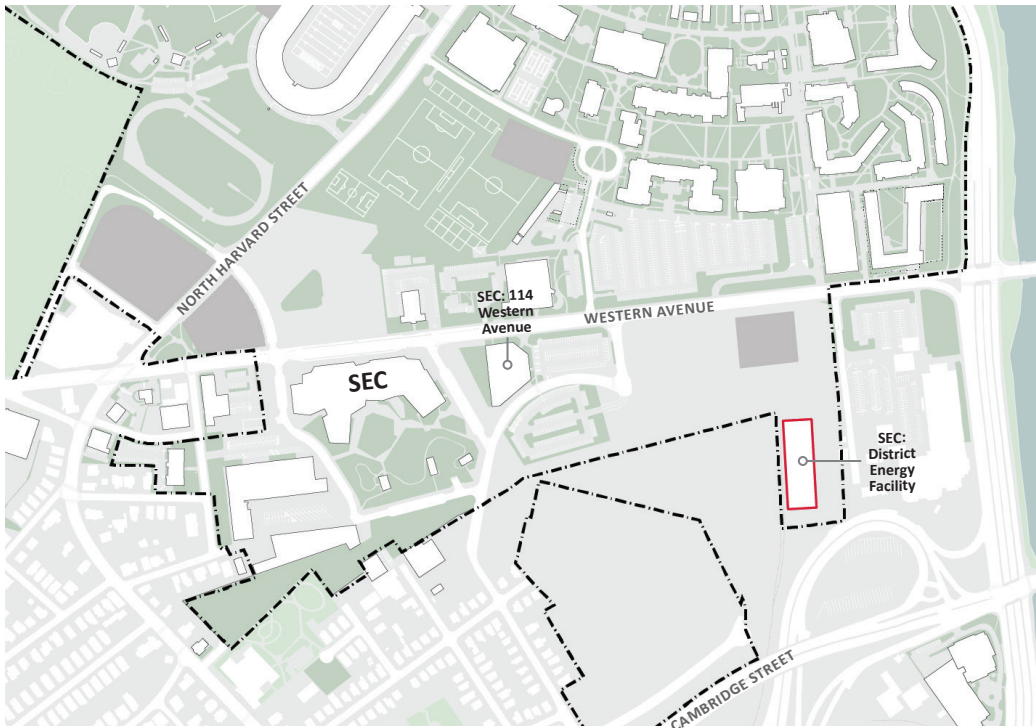 NORTH HARVARD STREET
SEC: 114
Western
Avenue
WESTERN AVENUE
SEC
SEC:
District
Energy
Facility
CAMBRIDGE STREET